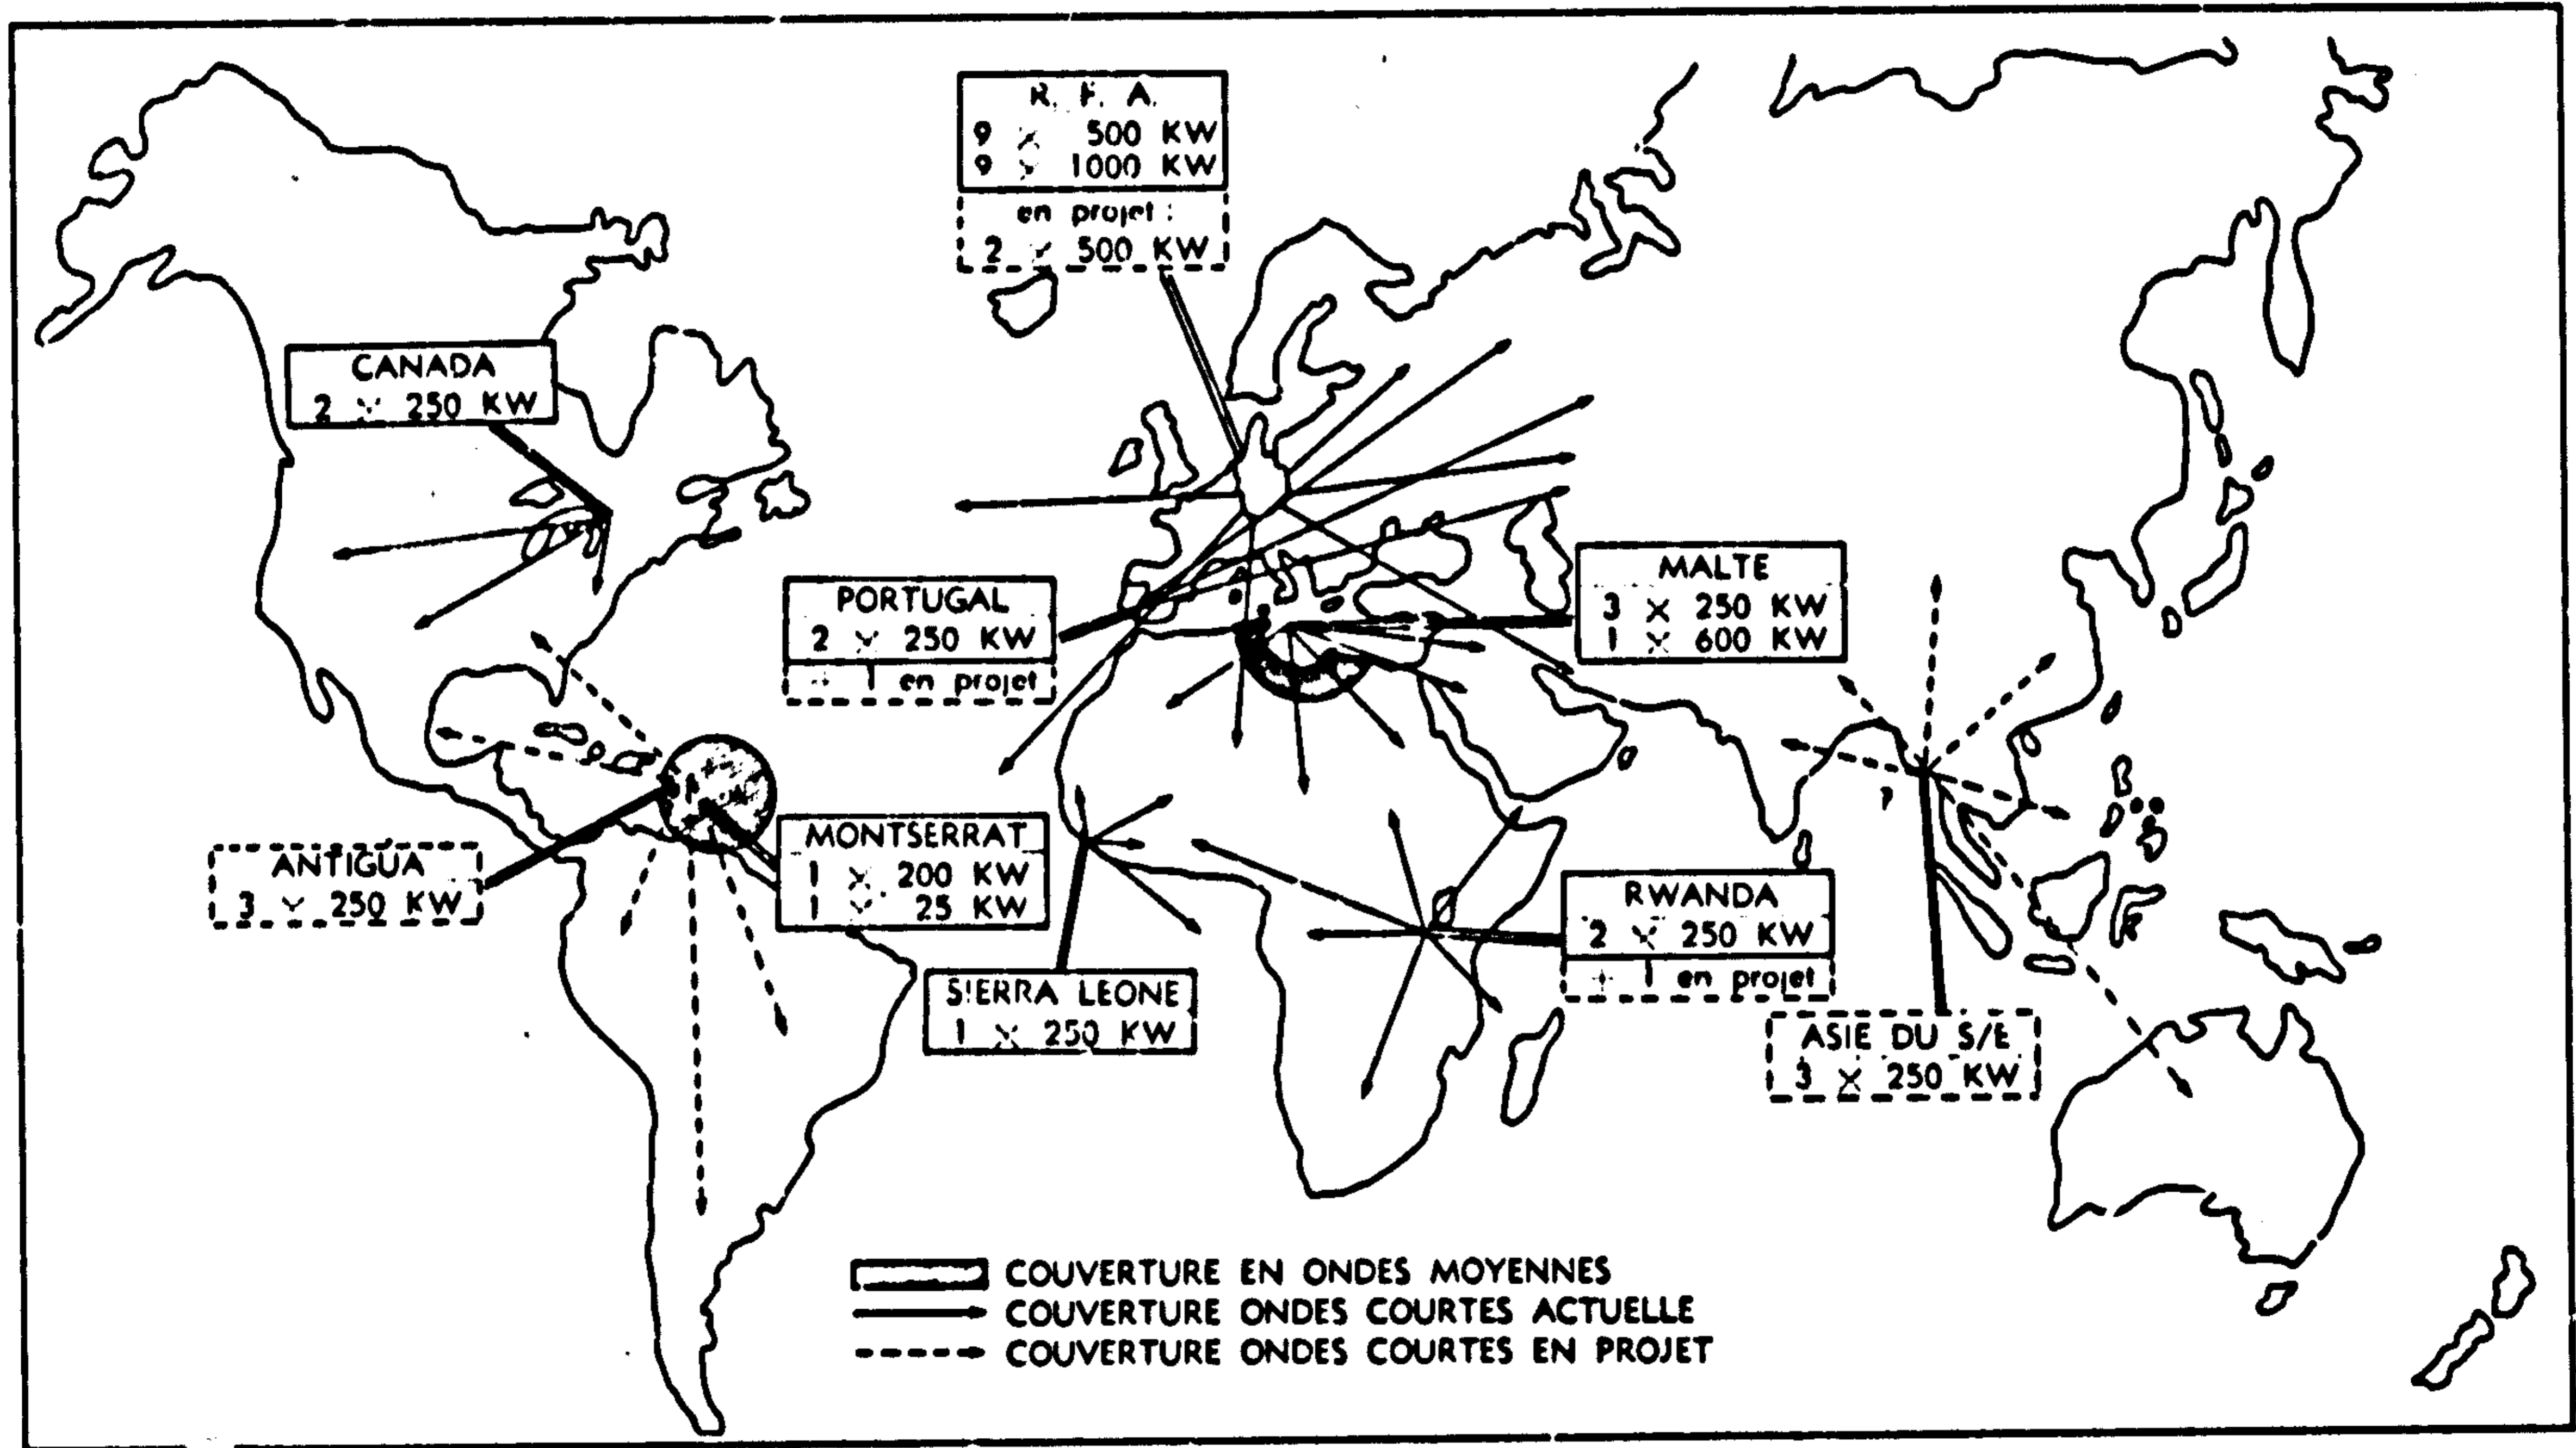 R. F. A.
9 × 500 KW
9 × 1000 KW
en projet :
2 × 500 KW
CANADA
2 × 250 KW
PORTUGAL
2 × 250 KW
+ 1 en projet
MALTE
3 × 250 KW
1 × 600 KW
ANTIGUA
3 × 250 KW
MONTSERRAT
1 × 200 KW
1 × 25 KW
SIERRA LEONE
1 × 250 KW
RWANDA
2 × 250 KW
+ 1 en projet
ASIE DU S/E
3 × 250 KW
?
COUVERTURE EN ONDES MOYENNES
COUVERTURE ONDES COURTES ACTUELLE
COUVERTURE ONDES COURTES EN PROJET